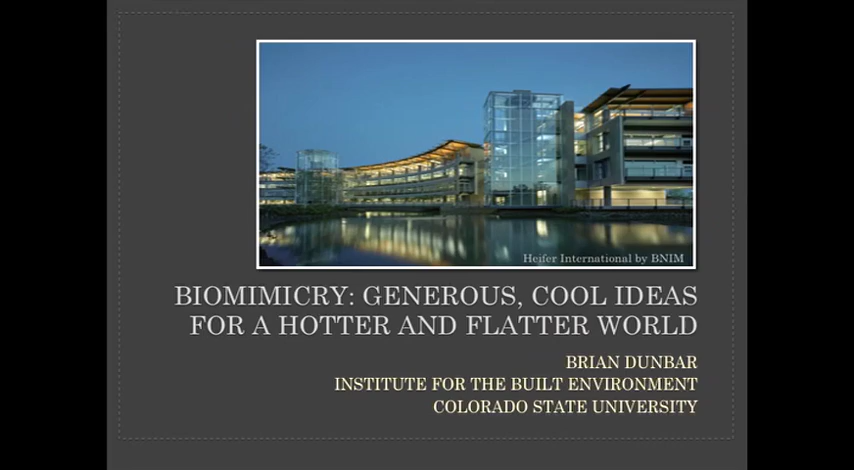 Heifer International by BNIM
BIOMIMICRY: GENEROUS, COOL IDEAS
FOR A HOTTER AND FLATTER WORLD
BRIAN DUNBAR
INSTITUTE FOR THE BUILT ENVIRONMENT
COLORADO STATE UNIVERSITY